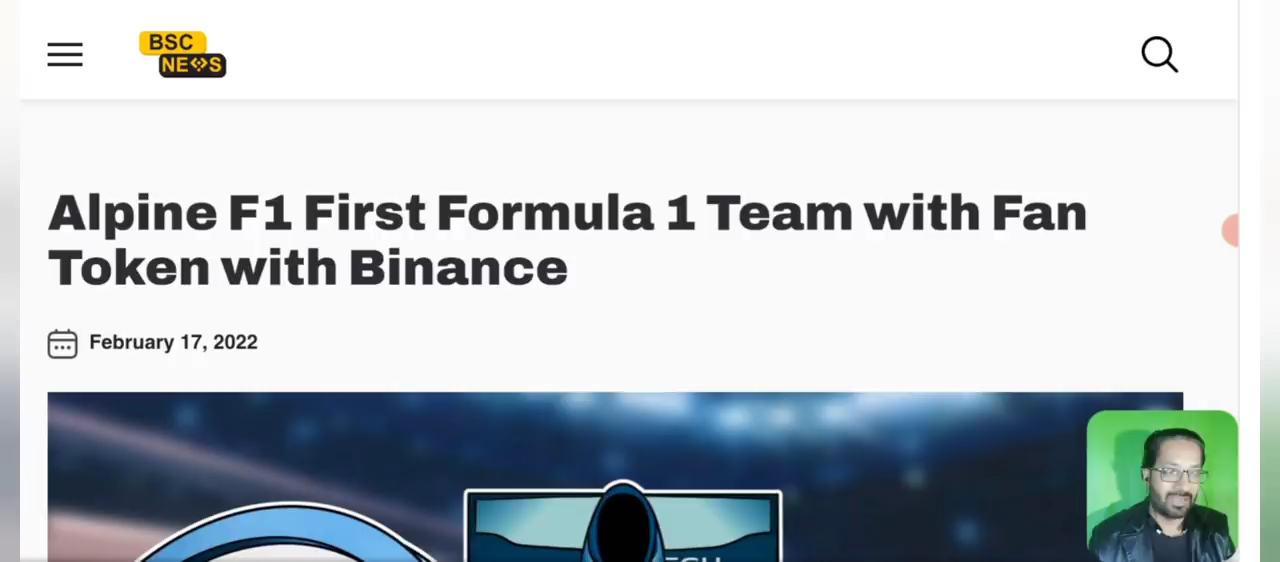 BSC
NEWS
Alpine F1 First Formula 1 Team with Fan
Token with Binance
February 17, 2022